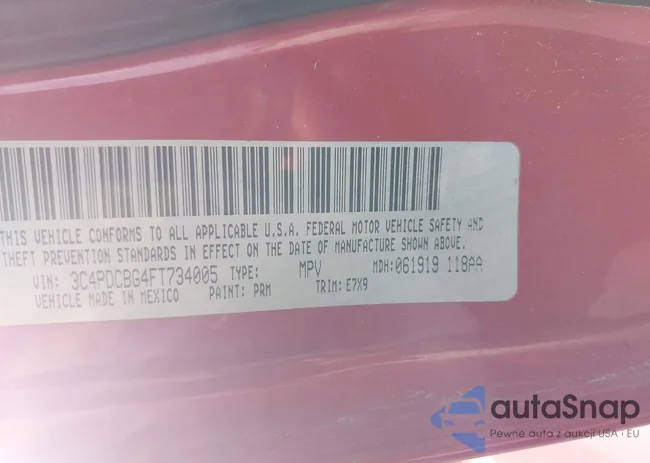 THIS VEHICLE CONFORMS TO ALL APPLICABLE U.S.A. FEDERAL MOTOR VEHICLE SAFETY AND
THEFT PREVENTION STANDARDS IN EFFECT ON THE DATE OF MANUFACTURE SHOWN ABOVE.
VIN: 3C4PDCBG4FT734005 TYPE: MPV MDH: 061919 118AA
VEHICLE MADE IN MEXICO PAINT: PRM TRIM: E7X9
autaSnap
Pewne auta z aukcji USA i EU